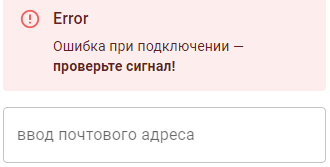 Error
Ошибка при подключении —
проверьте сигнал!
ввод почтового адреса